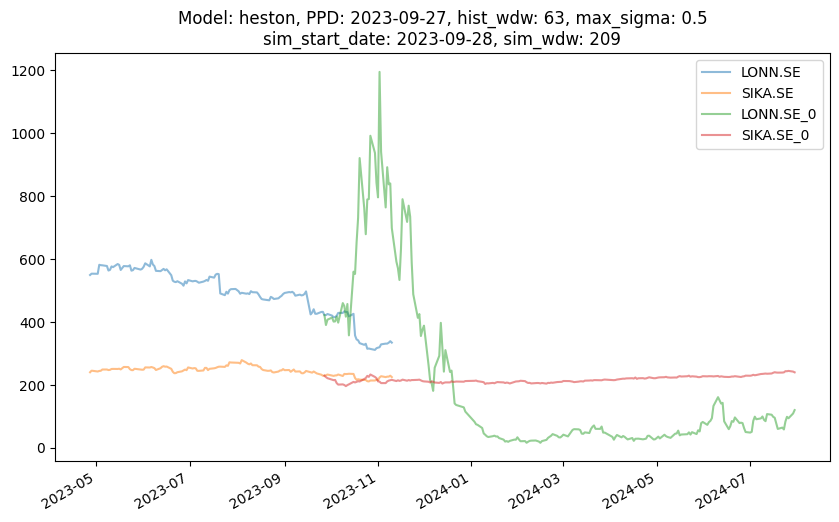 Model: heston, PPD: 2023-09-27, hist_wdw: 63, max_sigma: 0.5
sim_start_date: 2023-09-28, sim_wdw: 209
LONN.SE
SIKA.SE
LONN.SE_0
SIKA.SE_0
1200
1000
800
600
400
200
0
2023-05
2023-07
2023-09
2023-11
2024-01
2024-03
2024-05
2024-07